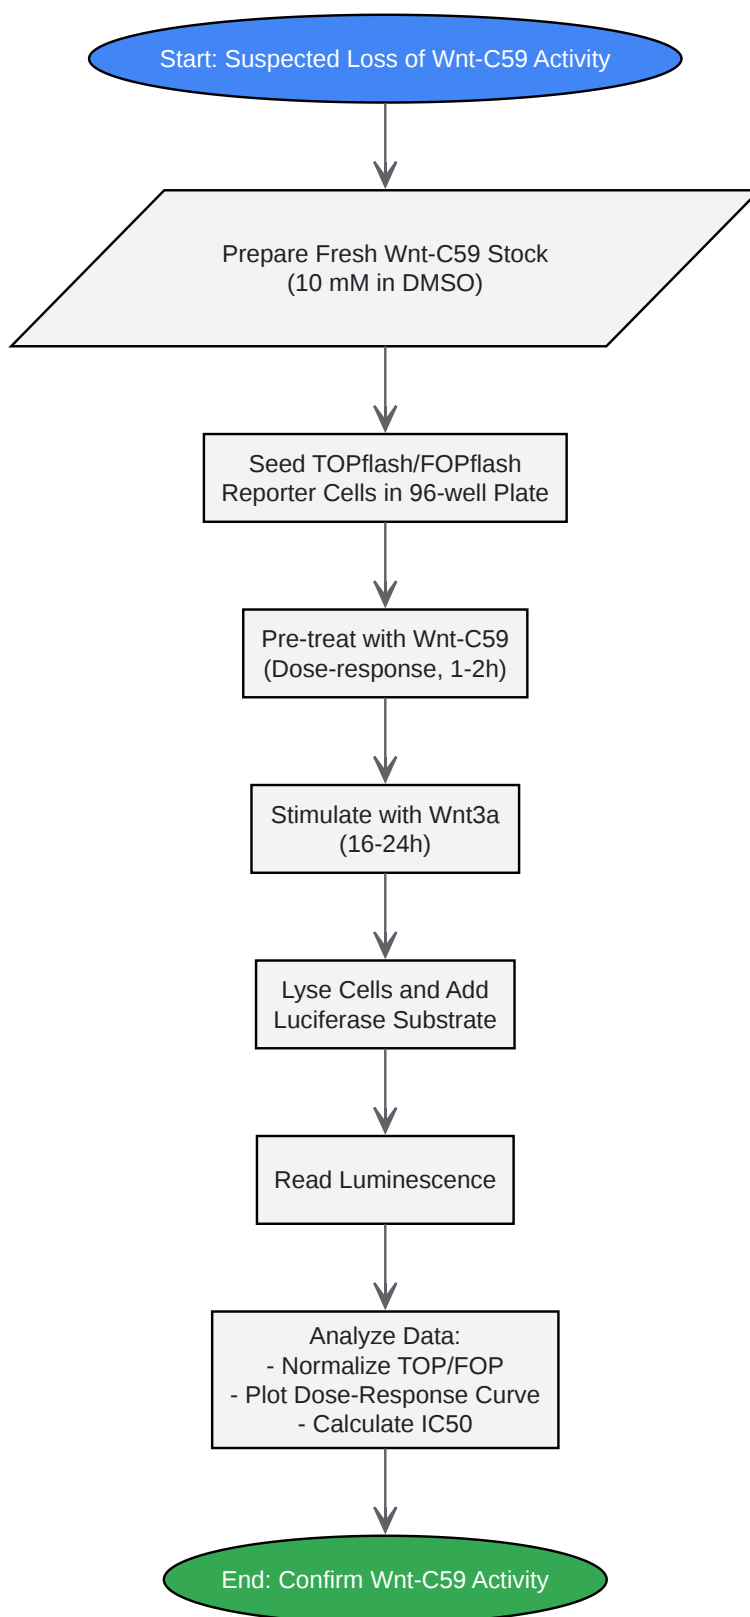 Start: Suspected Loss of Wnt-C59 Activity
Prepare Fresh Wnt-C59 Stock
(10 mM in DMSO)
Seed TOPflash/FOPflash
Reporter Cells in 96-well Plate
Pre-treat with Wnt-C59
(Dose-response, 1-2h)
Stimulate with Wnt3a
(16-24h)
Lyse Cells and Add
Luciferase Substrate
Read Luminescence
Analyze Data:
- Normalize TOP/FOP
- Plot Dose-Response Curve
- Calculate IC50
End: Confirm Wnt-C59 Activity